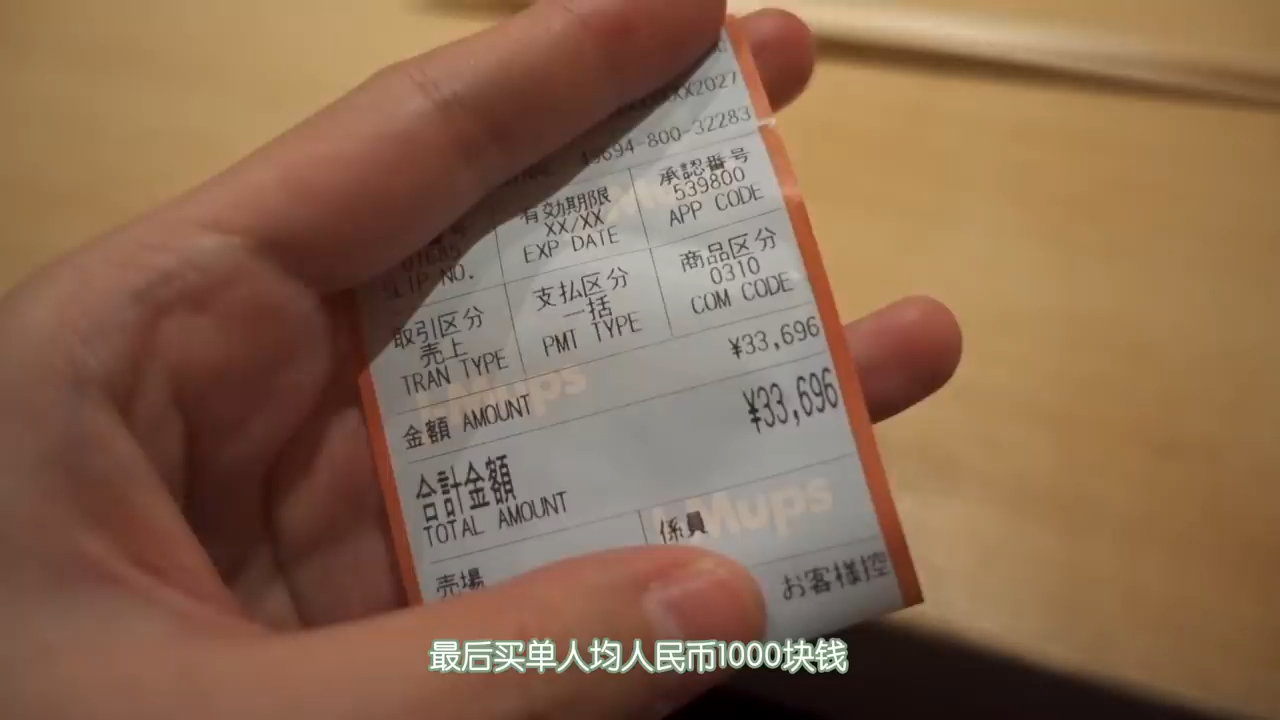 XX2027
49694-800-32283
有効期限
XX/XX
EXP DATE
承認番号
539800
APP CODE
SLIP NO.
取引区分
売上
TRAN TYPE
支払区分
一括
PMT TYPE
商品区分
0310
COM CODE
金額 AMOUNT
¥33,696
合計金額
TOTAL AMOUNT
¥33,696
売場
係員
お客様控
J-Mups
最后买单人均人民币1000块钱